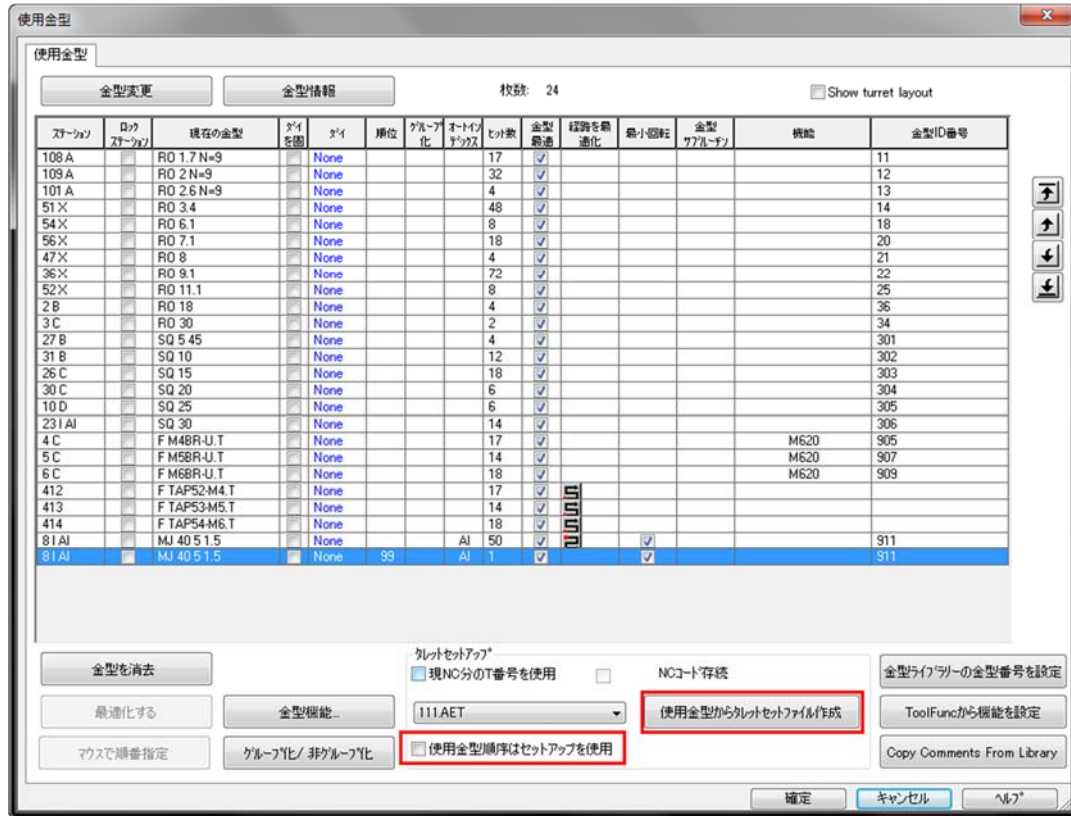 使用金型
使用金型
金型変更 金型情報 枚数: 24 Show turret layout
ステーション ロックステーション 現在の金型 ダイを固 ダイ 順位 グループ化 オートインデックス ヒット数 金型最適 経路を最適化 最小回転 金型サブルーチン 機能 金型ID番号
108 A RO 1.7 N=9 None 17 11
109 A RO 2 N=9 None 32 12
101 A RO 2.6 N=9 None 4 13
51 X RO 3.4 None 48 14
54 X RO 6.1 None 8 18
56 X RO 7.1 None 18 20
47 X RO 8 None 4 21
36 X RO 9.1 None 72 22
52 X RO 11.1 None 8 25
2 B RO 18 None 4 36
3 C RO 30 None 2 34
27 B SQ 5 45 None 4 301
31 B SQ 10 None 12 302
26 C SQ 15 None 18 303
30 C SQ 20 None 6 304
10 D SQ 25 None 6 305
23 I AI SQ 30 None 14 306
4 C F M4BR-U.T None 17 M620 905
5 C F M5BR-U.T None 14 M620 907
6 C F M6BR-U.T None 18 M620 909
412 F TAP52-M4.T None 17
413 F TAP53-M5.T None 14
414 F TAP54-M6.T None 18
8 I AI MJ 40 5 1.5 None AI 50 911
8 I AI MJ 40 5 1.5 None 99 AI 1 911
タレットセットアップ
金型を消去 現NC分のT番号を使用 NCコード存続 金型ライブラリーの金型番号を設定
最適化する 金型機能... 111.AET 使用金型からタレットセットファイル作成 ToolFuncから機能を設定
マウスで順番指定 グループ化/ 非グループ化 使用金型順序はセットアップを使用 Copy Comments From Library
確定 キャンセル ヘルプ